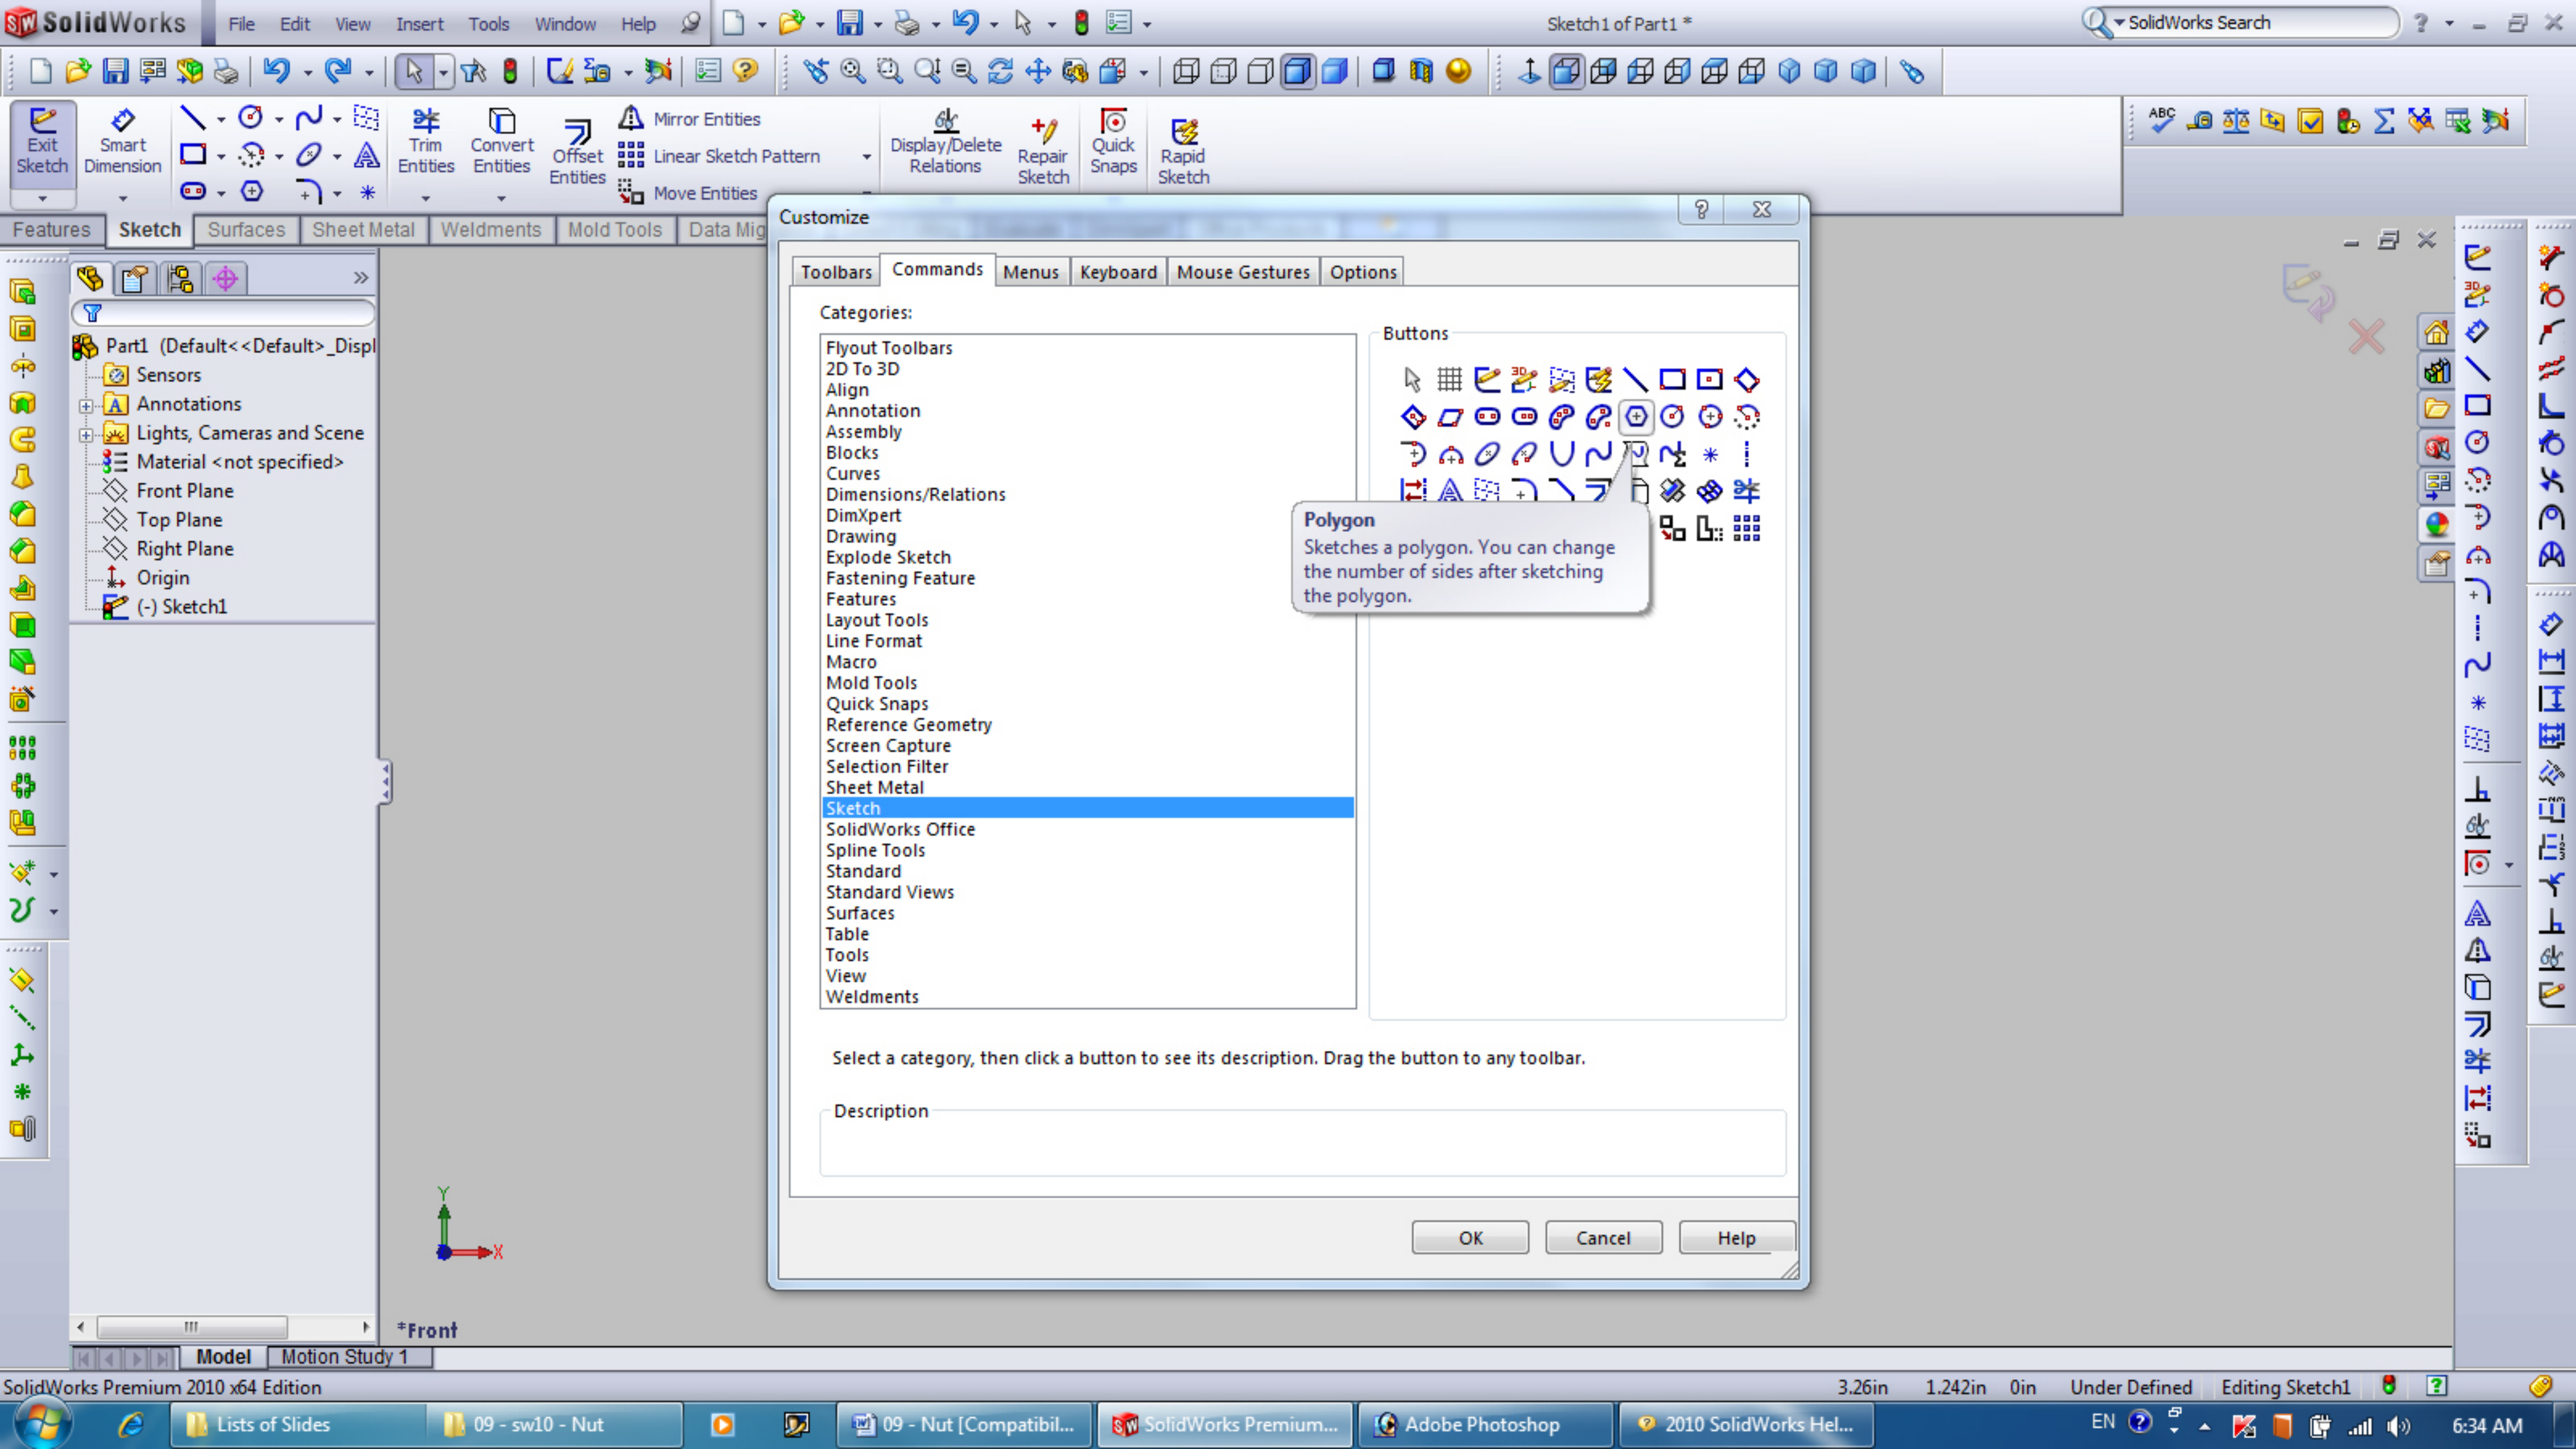 SolidWorks File Edit View Insert Tools Window Help Sketch1 of Part1 * SolidWorks Search
Exit Sketch
Smart Dimension
Trim Entities
Convert Entities
Offset Entities
Mirror Entities
Linear Sketch Pattern
Move Entities
Display/Delete Relations
Repair Sketch
Quick Snaps
Rapid Sketch
ABC
Features Sketch Surfaces Sheet Metal Weldments Mold Tools Data Mig
Part1 (Default<<Default>_Displ
Sensors
Annotations
Lights, Cameras and Scene
Material <not specified>
Front Plane
Top Plane
Right Plane
Origin
(-) Sketch1
Customize
Toolbars Commands Menus Keyboard Mouse Gestures Options
Categories:
Flyout Toolbars
2D To 3D
Align
Annotation
Assembly
Blocks
Curves
Dimensions/Relations
DimXpert
Drawing
Explode Sketch
Fastening Feature
Features
Layout Tools
Line Format
Macro
Mold Tools
Quick Snaps
Reference Geometry
Screen Capture
Selection Filter
Sheet Metal
Sketch
SolidWorks Office
Spline Tools
Standard
Standard Views
Surfaces
Table
Tools
View
Weldments
Buttons
Polygon
Sketches a polygon. You can change
the number of sides after sketching
the polygon.
Select a category, then click a button to see its description. Drag the button to any toolbar.
Description
OK Cancel Help
Y
X
*Front
Model Motion Study 1
SolidWorks Premium 2010 x64 Edition 3.26in 1.242in 0in Under Defined Editing Sketch1
Lists of Slides 09 - sw10 - Nut 09 - Nut [Compatibil... SolidWorks Premium... Adobe Photoshop 2010 SolidWorks Hel... EN 6:34 AM